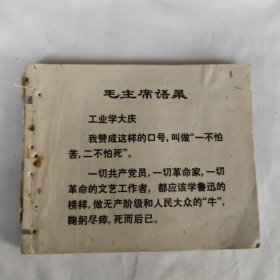 毛主席语录
工业学大庆
我赞成这样的口号，叫做“一不怕
苦，二不怕死”。
一切共产党员，一切革命家，一切
革命的文艺工作者，都应该学鲁迅的
榜样，做无产阶级和人民大众的“牛”，
鞠躬尽瘁，死而后已。